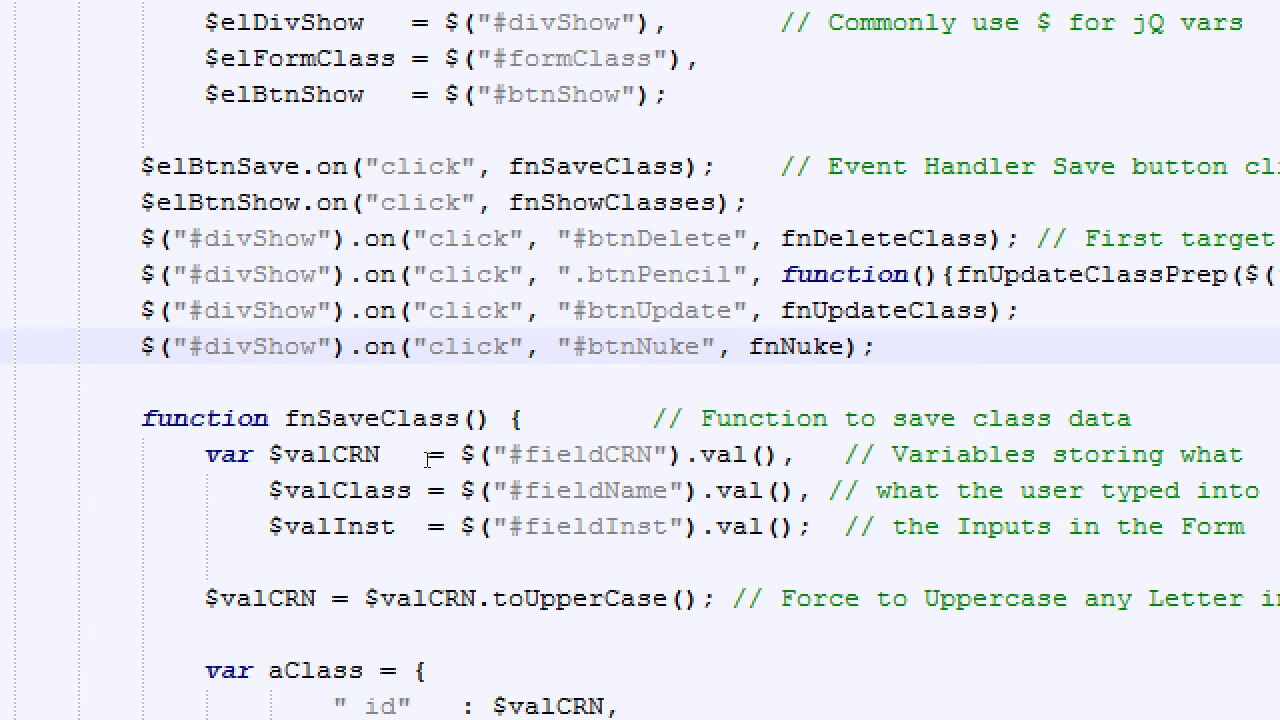 $elDivShow   = $("#divShow"),       // Commonly use $ for jQ vars
$elFormClass = $("#formClass"),
$elBtnShow   = $("#btnShow");
$elBtnSave.on("click", fnSaveClass);    // Event Handler Save button
$elBtnShow.on("click", fnShowClasses);
$("#divShow").on("click", "#btnDelete", fnDeleteClass); // First target
$("#divShow").on("click", ".btnPencil", function(){fnUpdateClassPrep($(
$("#divShow").on("click", "#btnUpdate", fnUpdateClass);
$("#divShow").on("click", "#btnNuke", fnNuke);
function fnSaveClass() {        // Function to save class data
var $valCRN   = $("#fieldCRN").val(),   // Variables storing what
$valClass = $("#fieldName").val(), // what the user typed into
$valInst  = $("#fieldInst").val();  // the Inputs in the Form
$valCRN = $valCRN.toUpperCase(); // Force to Uppercase any Letter
var aClass = {
"_id"   : $valCRN,